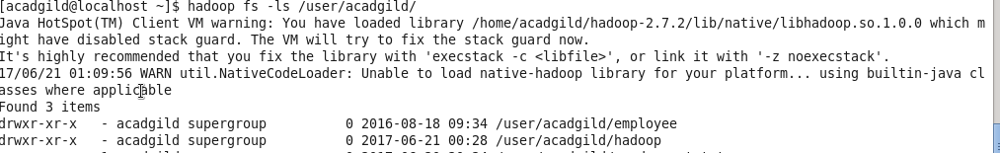 [acadgild@localhost ~]$ hadoop fs -ls /user/acadgild/
Java HotSpot(TM) Client VM warning: You have loaded library /home/acadgild/hadoop-2.7.2/lib/native/libhadoop.so.1.0.0 which m
ight have disabled stack guard. The VM will try to fix the stack guard now.
It's highly recommended that you fix the library with 'execstack -c <libfile>', or link it with '-z noexecstack'.
17/06/21 01:09:56 WARN util.NativeCodeLoader: Unable to load native-hadoop library for your platform... using builtin-java cl
asses where applicable
Found 3 items
drwxr-xr-x   - acadgild supergroup          0 2016-08-18 09:34 /user/acadgild/employee
drwxr-xr-x   - acadgild supergroup          0 2017-06-21 00:28 /user/acadgild/hadoop